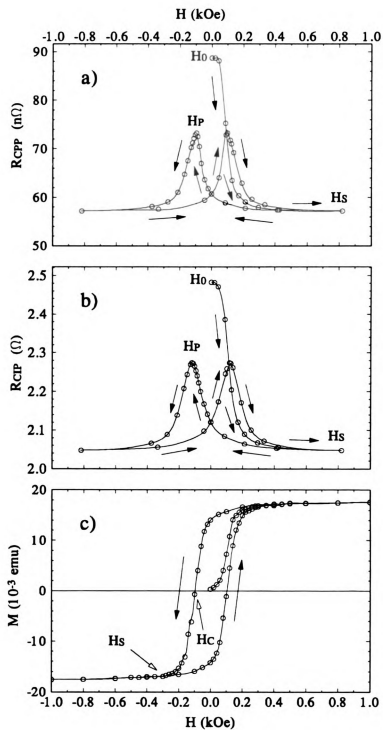 H (kOe)
-1.0 -0.8 -0.6 -0.4 -0.2 0.0 0.2 0.4 0.6 0.8 1.0
90
80
70
60
50
RCPP (nΩ)
a)
H0
HP
HS
2.5
2.4
2.3
2.2
2.1
2.0
RCIP (Ω)
b)
H0
HP
HS
20
10
0
-10
-20
M (10-3 emu)
c)
HS
HC
-1.0 -0.8 -0.6 -0.4 -0.2 0.0 0.2 0.4 0.6 0.8 1.0
H (kOe)